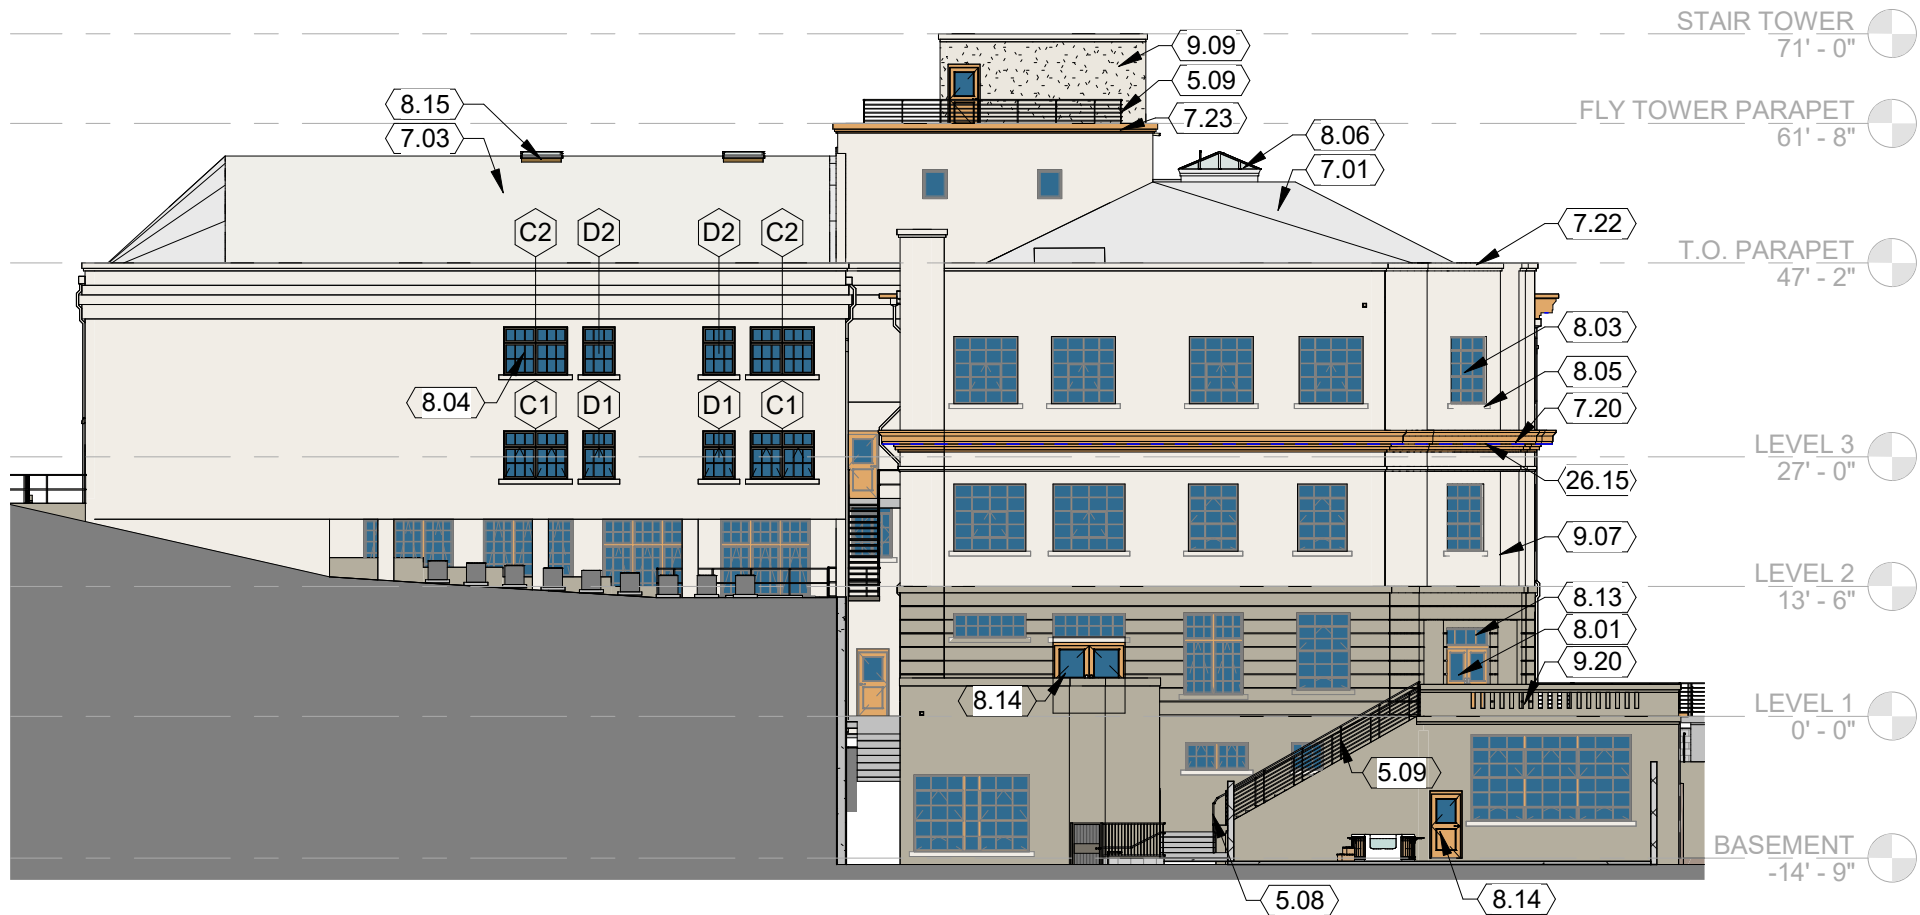 STAIR TOWER
71' - 0"
9.09
5.09
8.15
FLY TOWER PARAPET
61' - 8"
7.23
7.03
8.06
7.01
C2
D2
D2
C2
7.22
T.O. PARAPET
47' - 2"
8.03
8.05
8.04
C1
D1
D1
C1
7.20
LEVEL 3
27' - 0"
26.15
9.07
LEVEL 2
13' - 6"
8.13
8.01
9.20
8.14
LEVEL 1
0' - 0"
5.09
BASEMENT
-14' - 9"
5.08
8.14